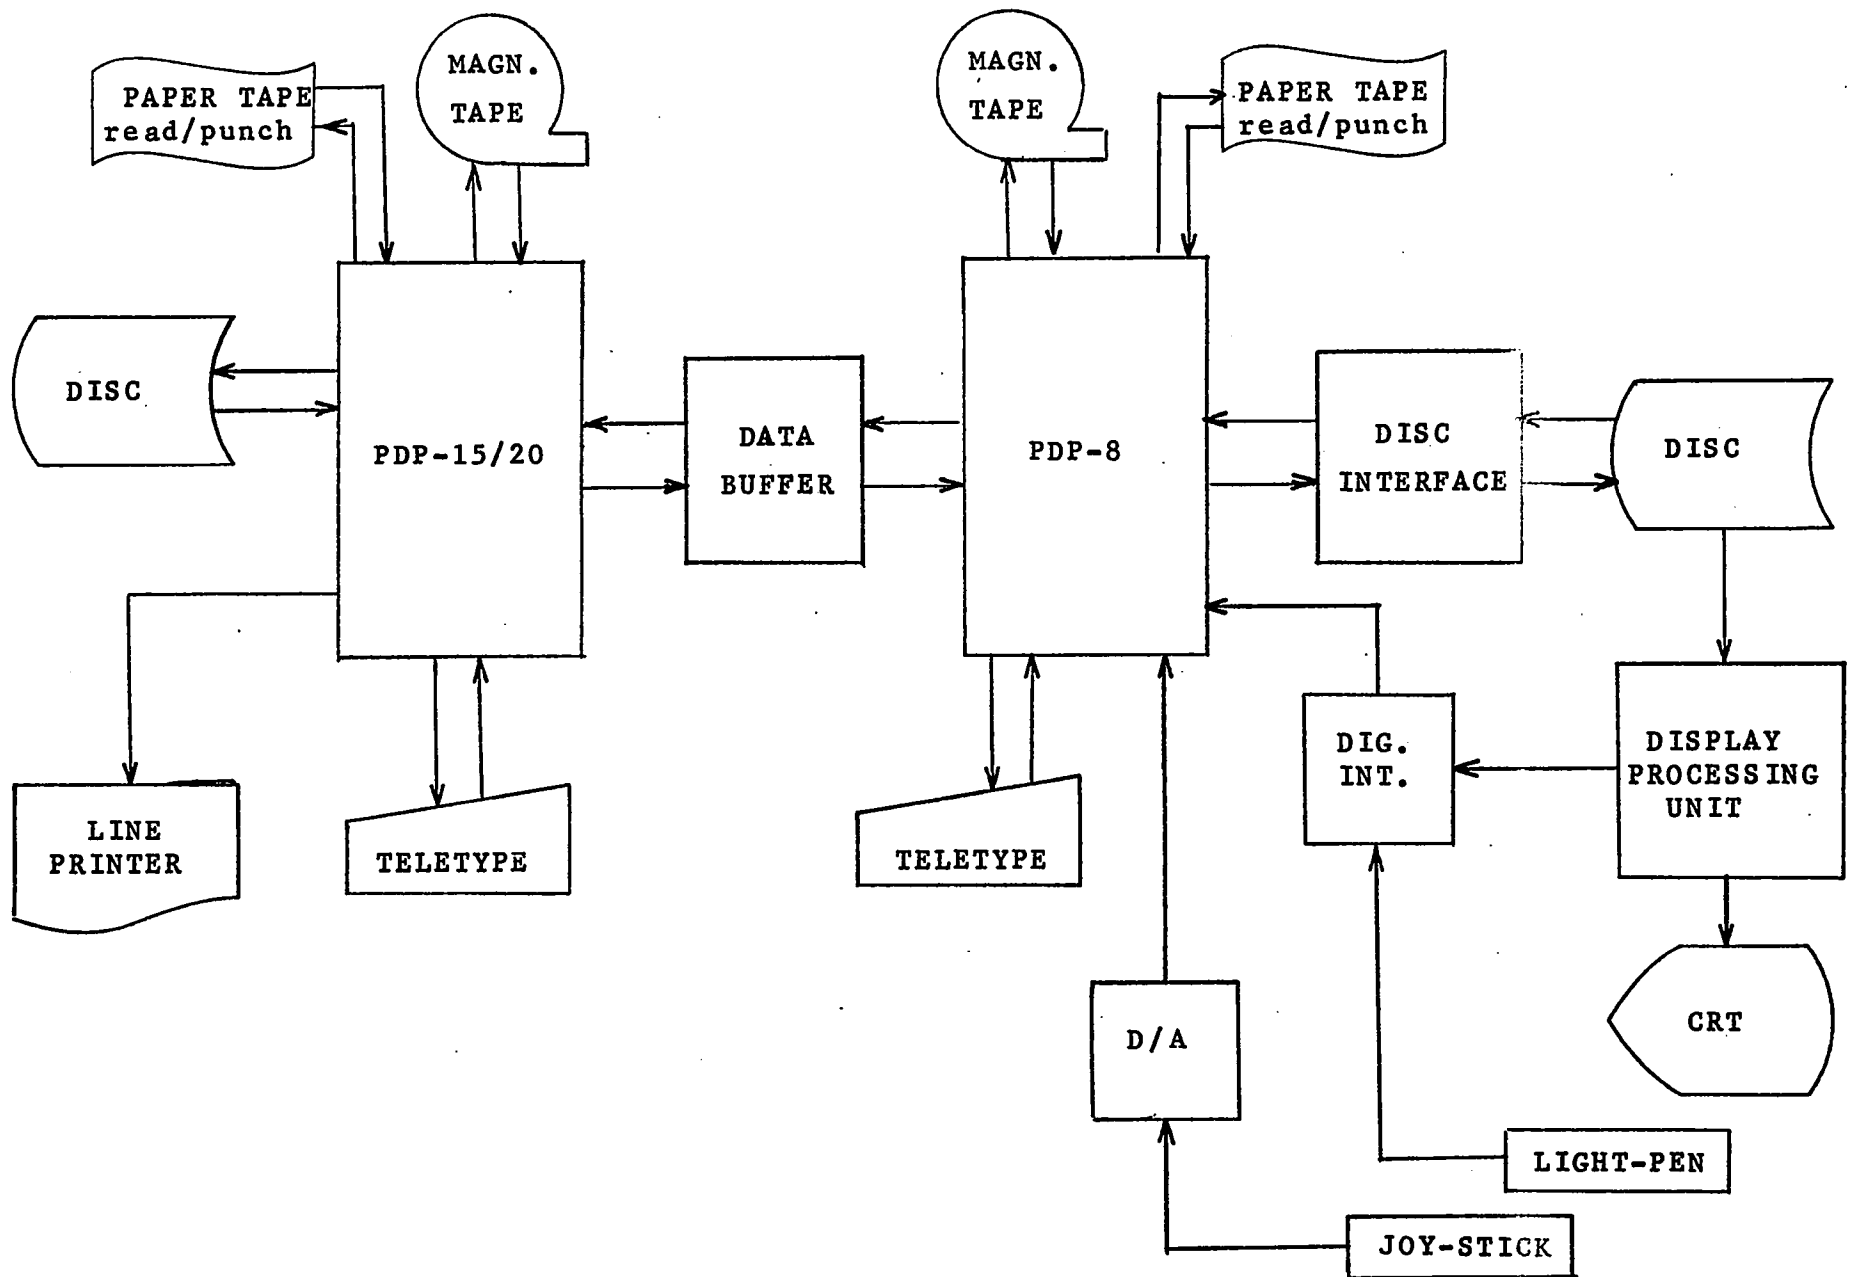 MAGN.
TAPE
PAPER TAPE
read/punch
MAGN.
TAPE
PAPER TAPE
read/punch
DISC
PDP-15/20
DATA
BUFFER
PDP-8
DISC
INTERFACE
DISC
LINE
PRINTER
TELETYPE
TELETYPE
DIG.
INT.
DISPLAY
PROCESSING
UNIT
D/A
CRT
LIGHT-PEN
JOY-STICK